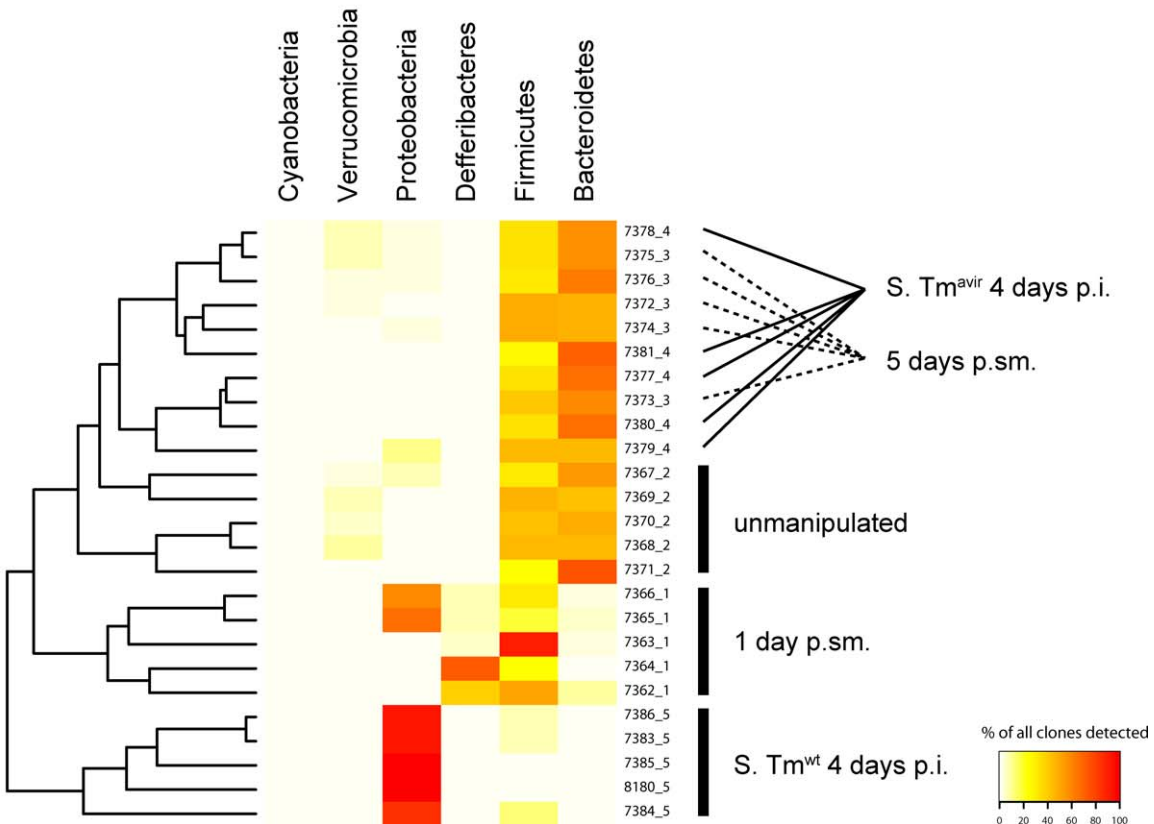 Cyanobacteria
Verrucomicrobia
Proteobacteria
Defferibacteres
Firmicutes
Bacteroidetes
7378_4
7375_3
7376_3
7372_3
7374_3
7381_4
7377_4
7373_3
7380_4
7379_4
7367_2
7369_2
7370_2
7368_2
7371_2
7366_1
7365_1
7363_1
7364_1
7362_1
7386_5
7383_5
7385_5
8180_5
7384_5
S. Tmavir 4 days p.i.
5 days p.sm.
unmanipulated
1 day p.sm.
S. Tmwt 4 days p.i.
% of all clones detected
0 20 40 60 80 100